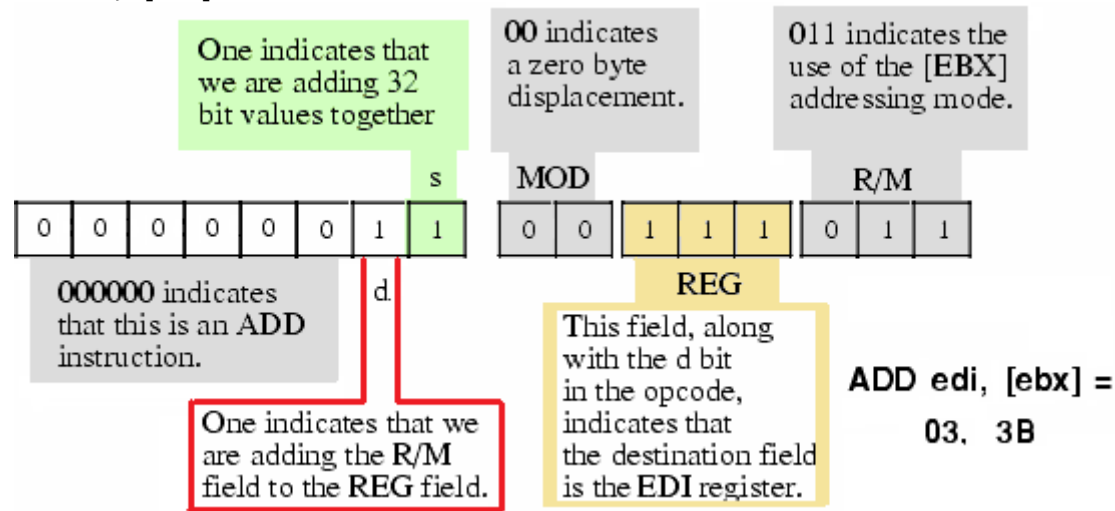 One indicates that
we are adding 32
bit values together
00 indicates
a zero byte
displacement.
011 indicates the
use of the [EBX]
addressing mode.
s MOD R/M
0 0 0 0 0 0 1 1 0 0 1 1 1 0 1 1
000000 indicates
that this is an ADD
instruction.
d
REG
One indicates that we
are adding the R/M
field to the REG field.
This field, along
with the d bit
in the opcode,
indicates that
the destination field
is the EDI register.
ADD edi, [ebx] =
03, 3B